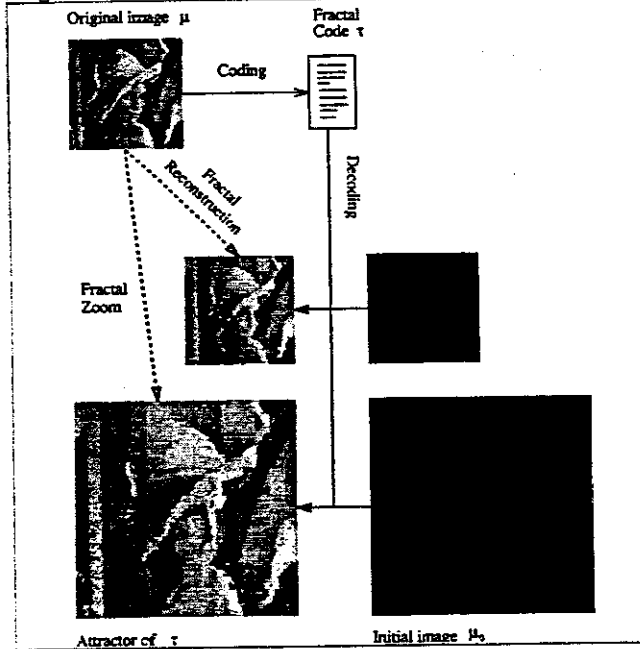 Original image μ
Fractal
Code τ
Coding
Decoding
Fractal
Reconstruction
Fractal
Zoom
Attractor of τ
Initial image μ₀